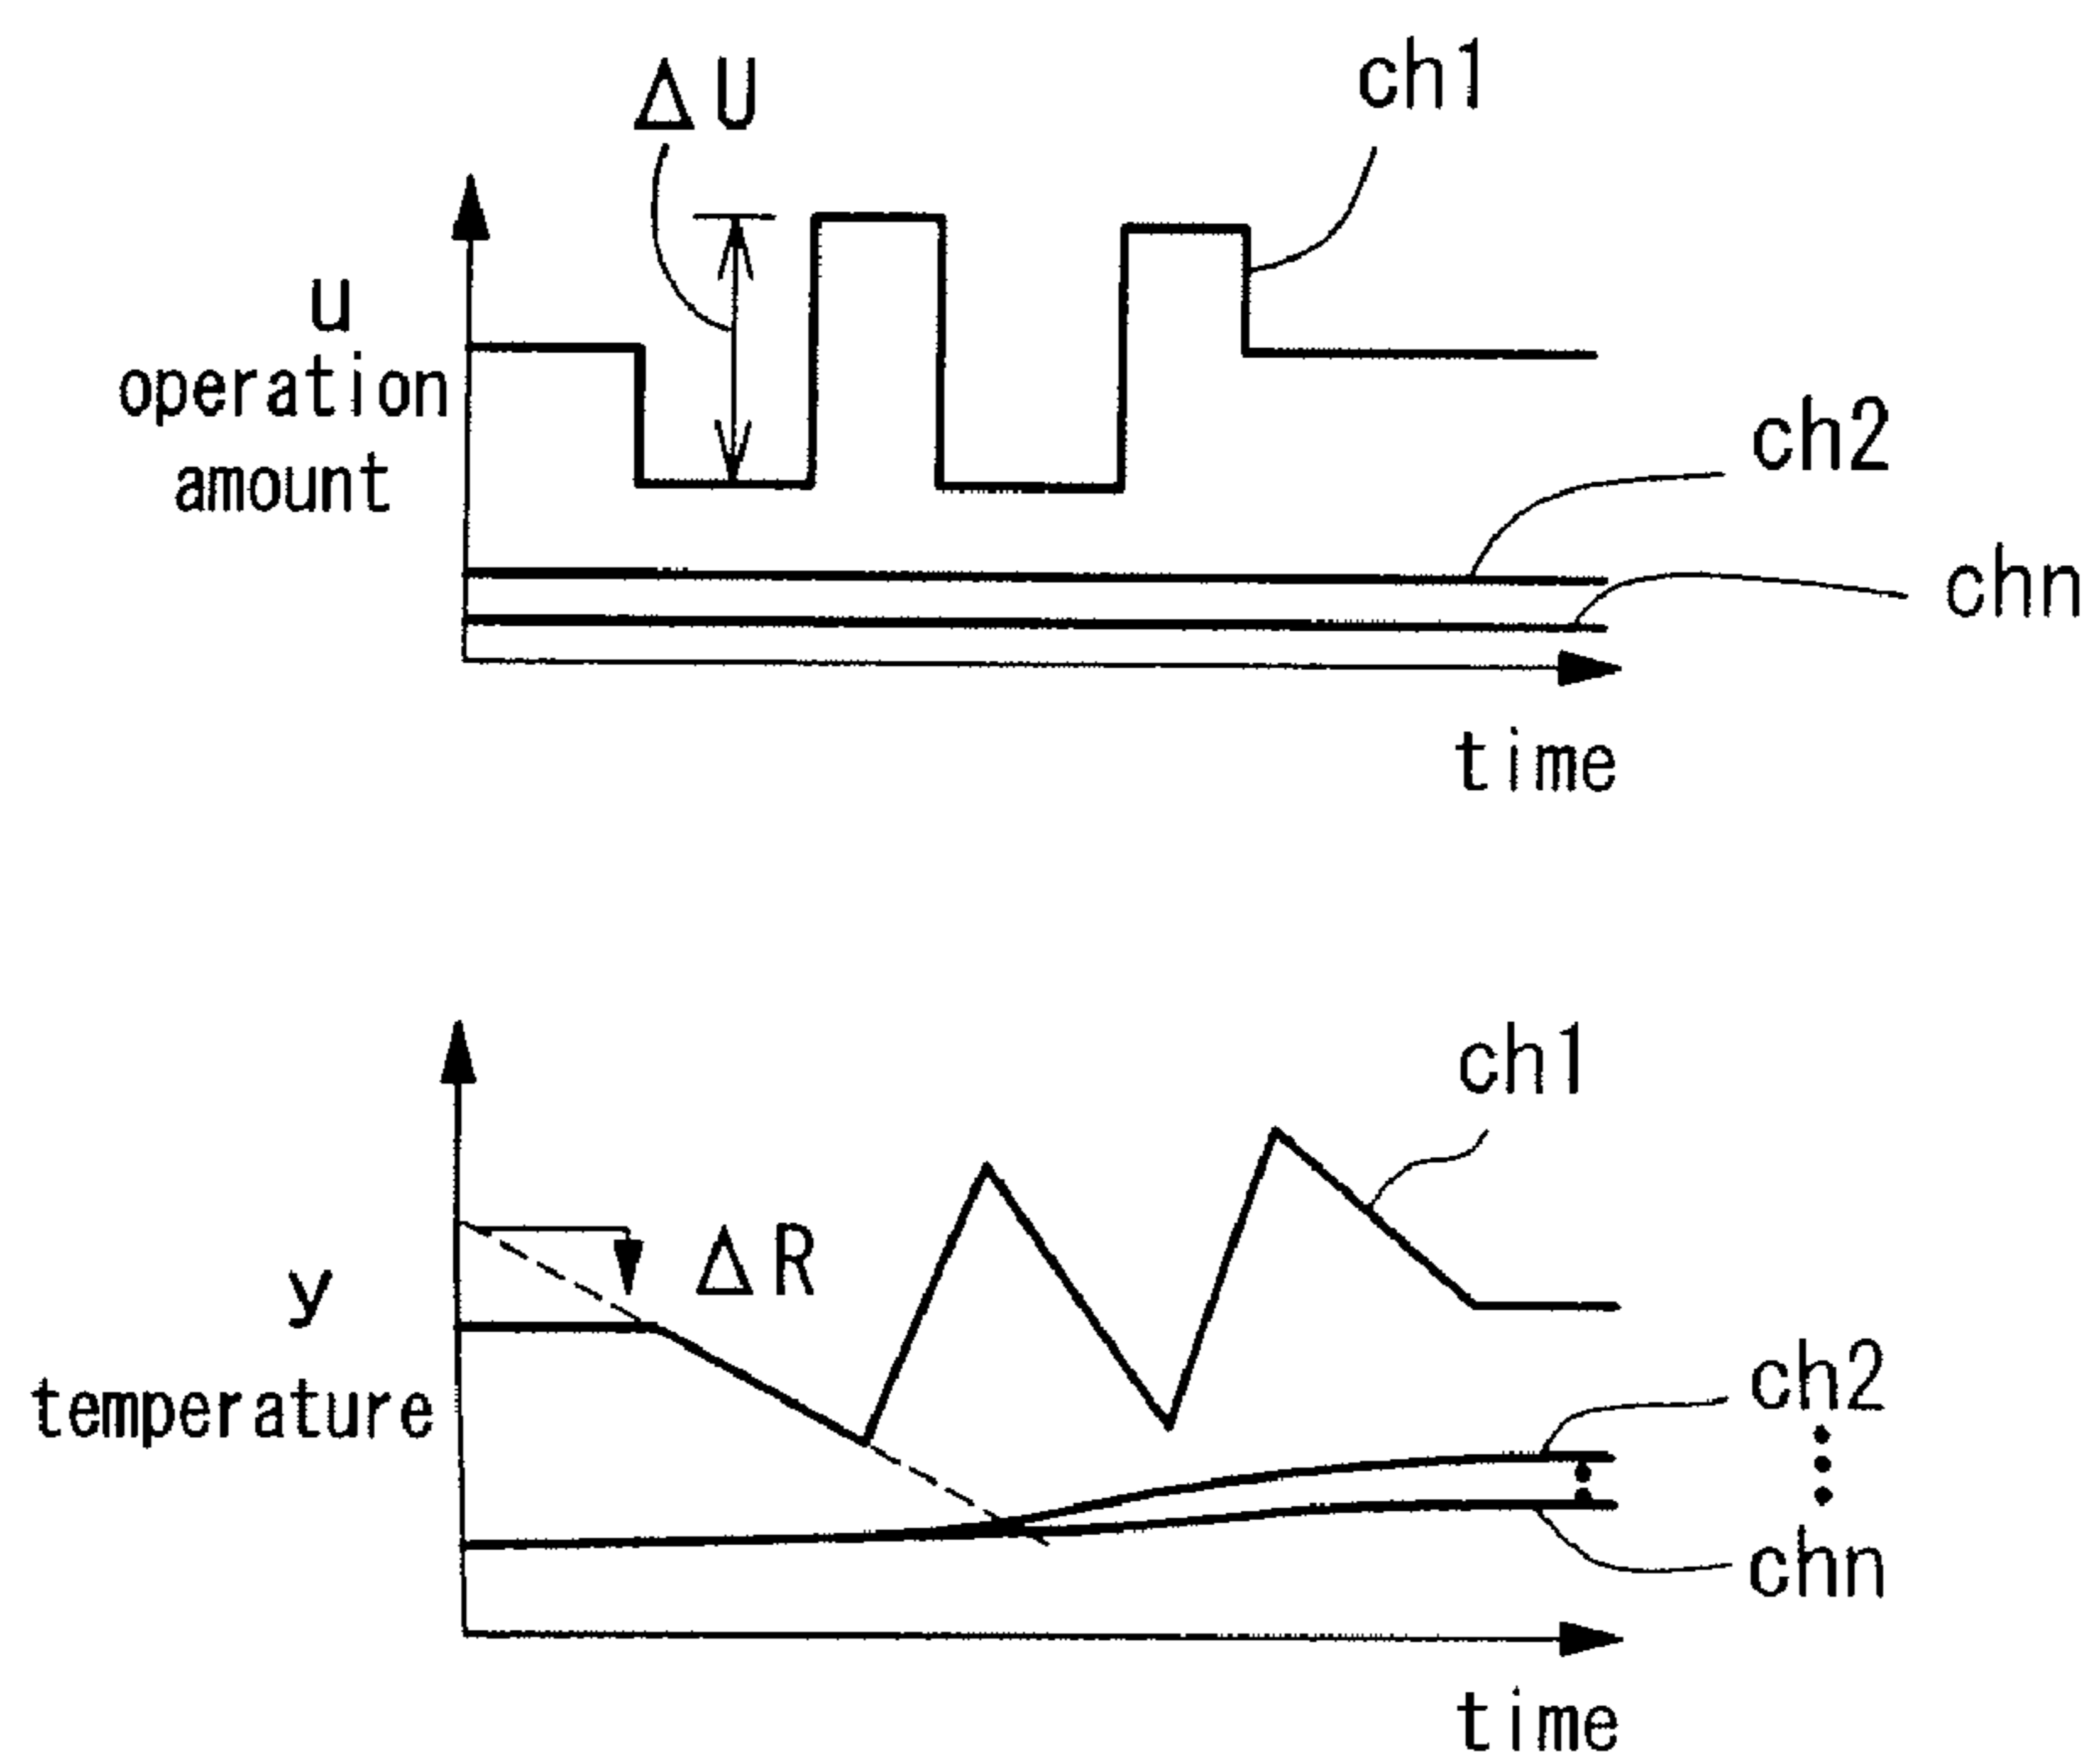 ΔU
ch1
u
operation
amount
ch2
chn
time
ch1
ΔR
y
temperature
ch2
chn
time